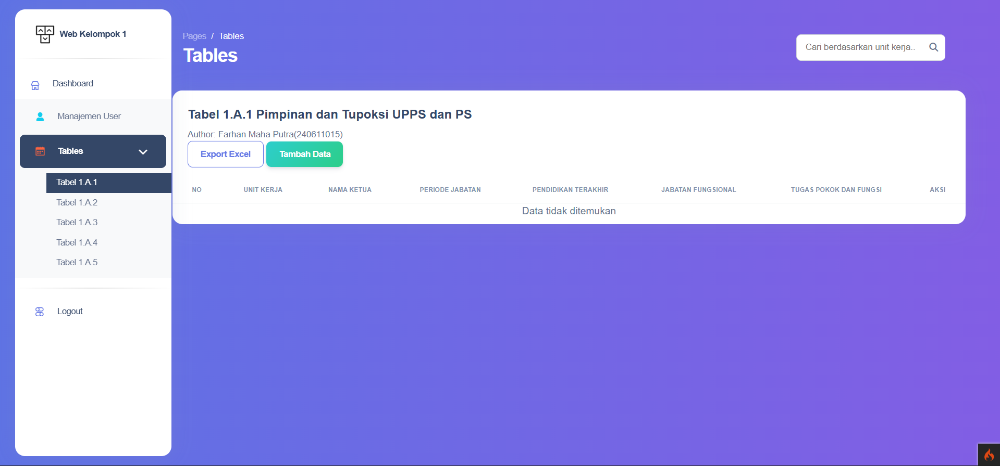 Web Kelompok 1
Dashboard
Manajemen User
Tables
Tabel 1.A.1
Tabel 1.A.2
Tabel 1.A.3
Tabel 1.A.4
Tabel 1.A.5
Logout
Pages / Tables
Tables
Cari berdasarkan unit kerja..
Tabel 1.A.1 Pimpinan dan Tupoksi UPPS dan PS
Author: Farhan Maha Putra(240611015)
Export Excel Tambah Data
NO UNIT KERJA NAMA KETUA PERIODE JABATAN PENDIDIKAN TERAKHIR JABATAN FUNGSIONAL TUGAS POKOK DAN FUNGSI AKSI
Data tidak ditemukan